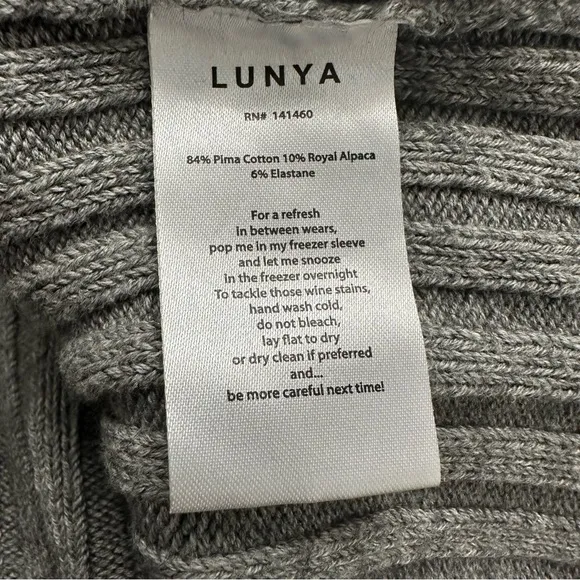 LUNYA
RN# 141460
84% Pima Cotton 10% Royal Alpaca
6% Elastane
For a refresh
in between wears,
pop me in my freezer sleeve
and let me snooze
in the freezer overnight
To tackle those wine stains,
hand wash cold,
do not bleach,
lay flat to dry
or dry clean if preferred
and...
be more careful next time!